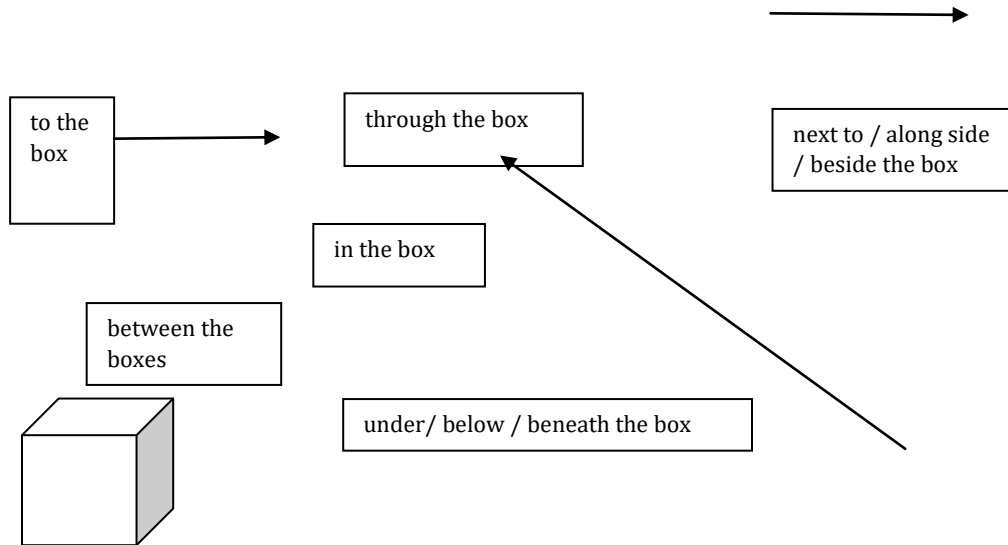 to the
box
through the box
next to / along side
/ beside the box
in the box
between the
boxes
under/ below / beneath the box